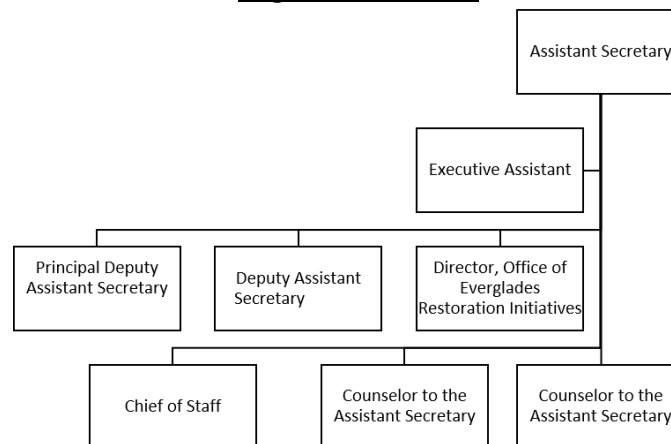 Assistant Secretary
Executive Assistant
Principal Deputy
Assistant Secretary
Deputy Assistant
Secretary
Director, Office of
Everglades
Restoration Initiatives
Chief of Staff
Counselor to the
Assistant Secretary
Counselor to the
Assistant Secretary